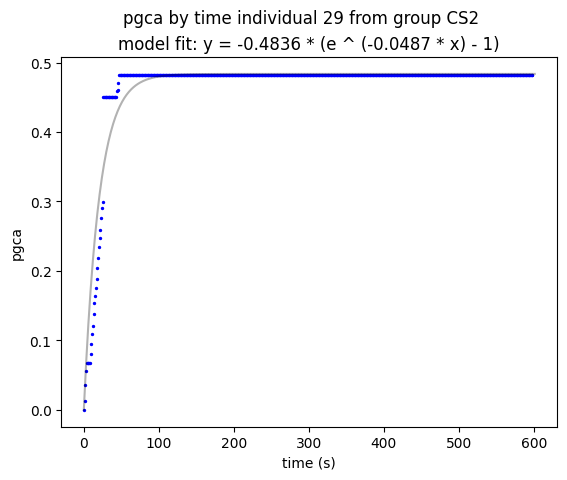 pgca by time individual 29 from group CS2
model fit: y = -0.4836 * (e ^ (-0.0487 * x) - 1)
0.5
0.4
0.3
0.2
0.1
0.0
pgca
0 100 200 300 400 500 600
time (s)